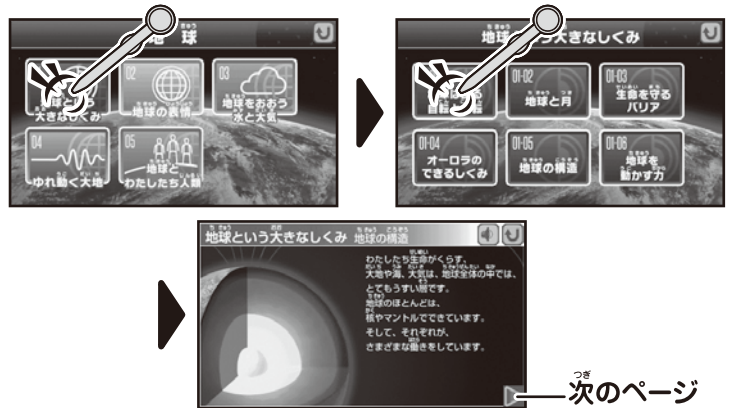 球
02
地球の表情
03
地球をおおう
水と大気
大きなしくみ
04
ゆれ動く大地
05
地球と
わたしたち人類
大きなしくみ
01-02
地球と月
01-03
生命を守る
バリア
01-04
オーロラの
できるしくみ
01-05
地球の構造
01-06
地球を
動かす力
地球という大きなしくみ 地球の構造
わたしたち生命がくらす、
大地や海、大気は、地球全体の中では、
とてもうすい層です。
地球のほとんどは、
核やマントルでできています。
そして、それぞれが、
さまざまな働きをしています。
次のページ